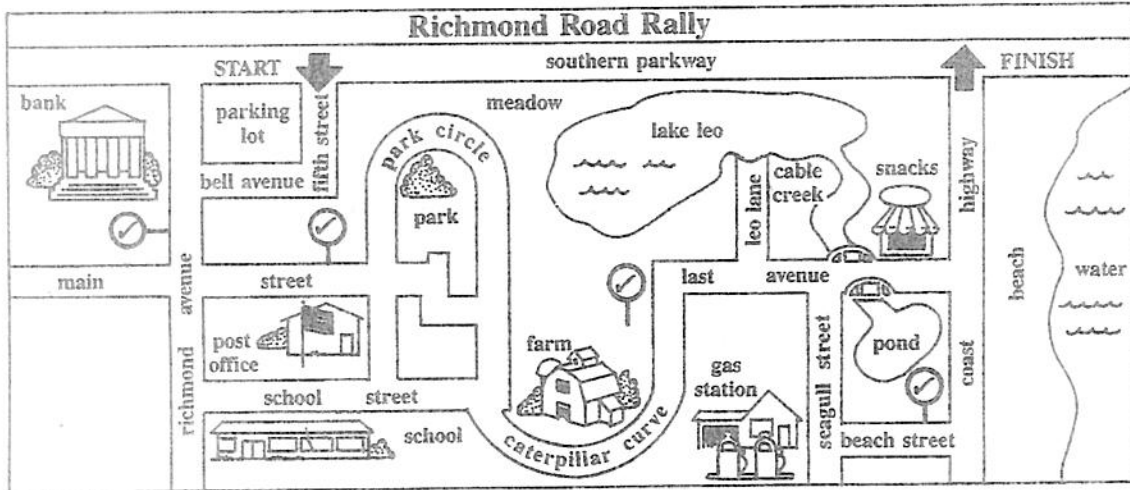 Richmond Road Rally
START
southern parkway
FINISH
bank
parking
lot
fifth street
bell avenue
meadow
park circle
park
lake leo
cable
creek
leo lane
snacks
highway
main
street
richmond avenue
last avenue
beach
water
post
office
farm
gas
station
seagull street
pond
coast
school street
school
caterpillar curve
beach street